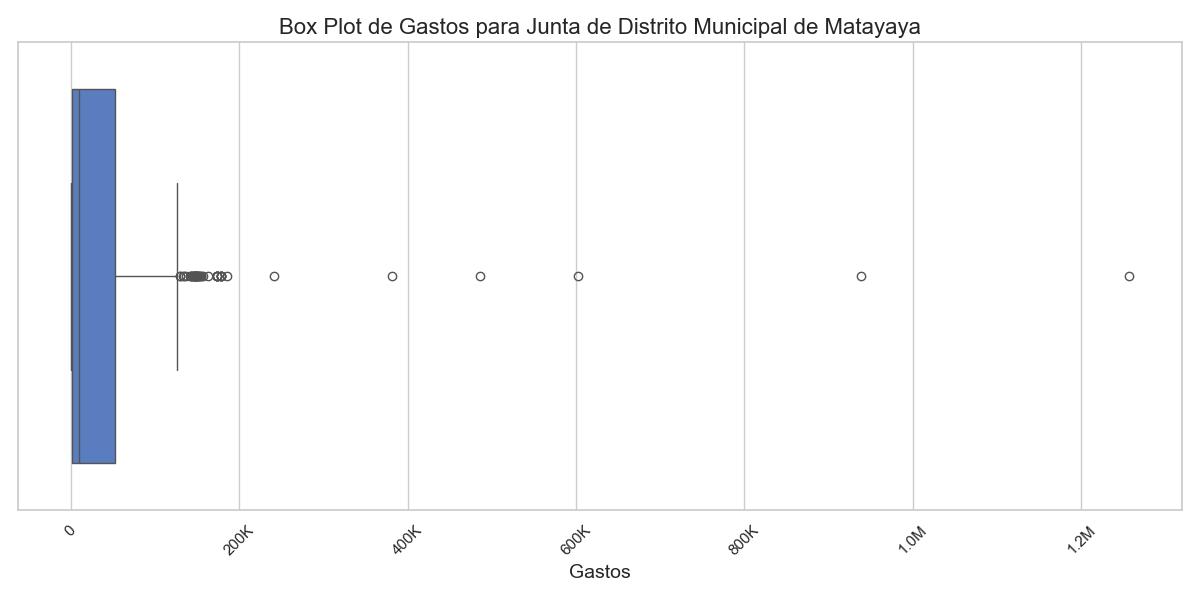 Box Plot de Gastos para Junta de Distrito Municipal de Matayaya
0
200K
400K
600K
800K
1.0M
1.2M
Gastos